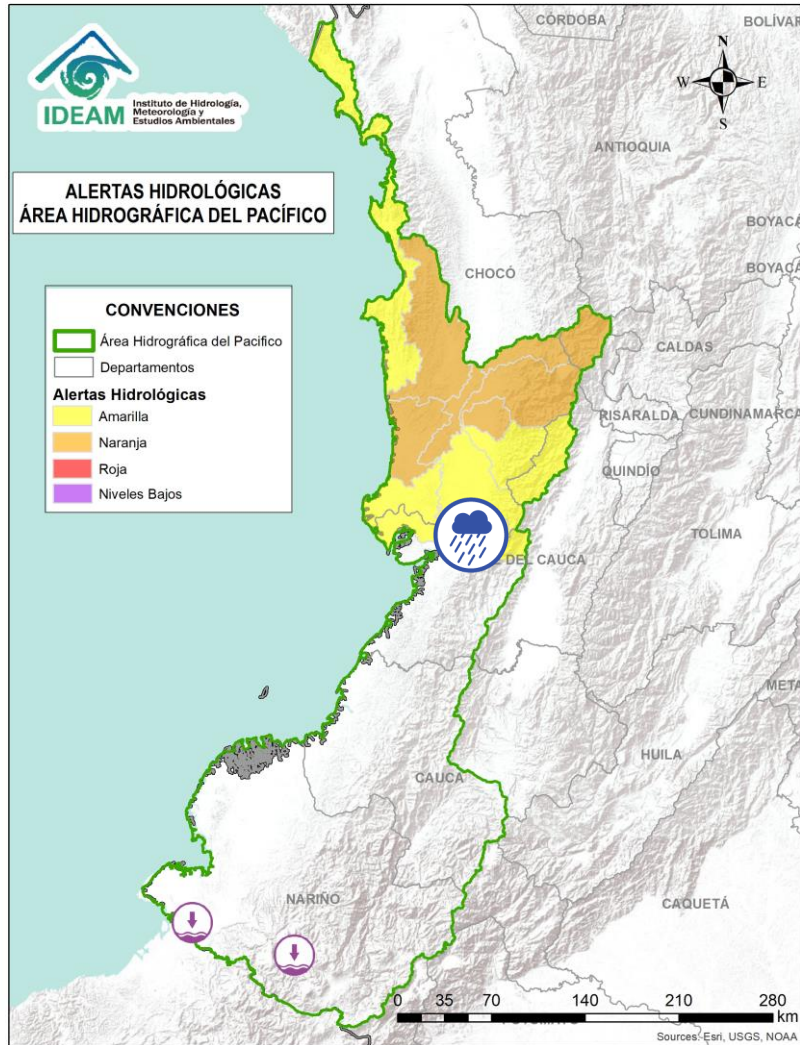 CÓRDOBA
BOLÍVAR
IDEAM
Instituto de Hidrología,
Meteorología y
Estudios Ambientales
N
W
E
S
ANTIOQUIA
ALERTAS HIDROLÓGICAS
ÁREA HIDROGRÁFICA DEL PACÍFICO
BOYACÁ
BOYACÁ
CHOCÓ
CONVENCIONES
Área Hidrográfica del Pacifico
Departamentos
Alertas Hidrológicas
Amarilla
Naranja
Roja
Niveles Bajos
CALDAS
RISARALDA
CUNDINAMARCA
QUINDÍO
TOLIMA
DEL CAUCA
META
HUILA
CAUCA
CAQUETÁ
NARIÑO
0 35 70 140 210 280
km
Sources: Esri, USGS, NOAA